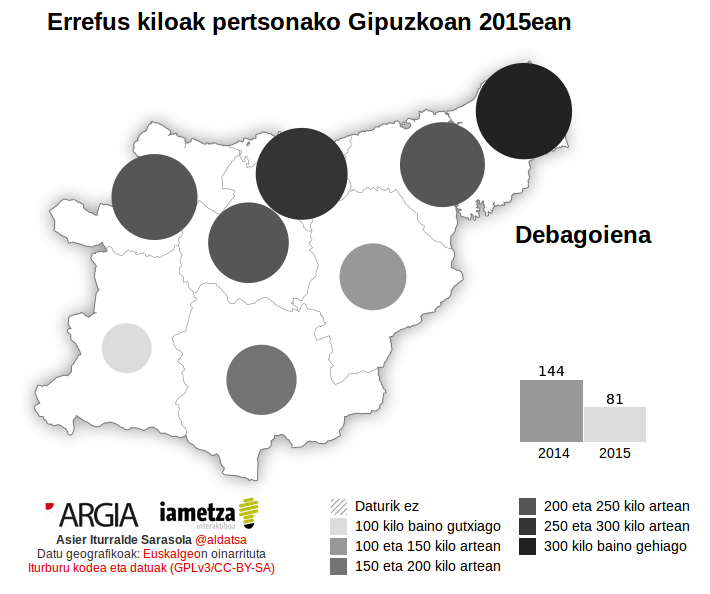 Errefus kiloak pertsonako Gipuzkoan 2015ean
Debagoiena
144
81
2014
2015
ARGIA
iametza
interaktiboa
Asier Iturralde Sarasola @aldatsa
Datu geografikoak: Euskalgeon oinarrituta
Iturburu kodea eta datuak (GPLv3/CC-BY-SA)
Daturik ez
100 kilo baino gutxiago
100 eta 150 kilo artean
150 eta 200 kilo artean
200 eta 250 kilo artean
250 eta 300 kilo artean
300 kilo baino gehiago